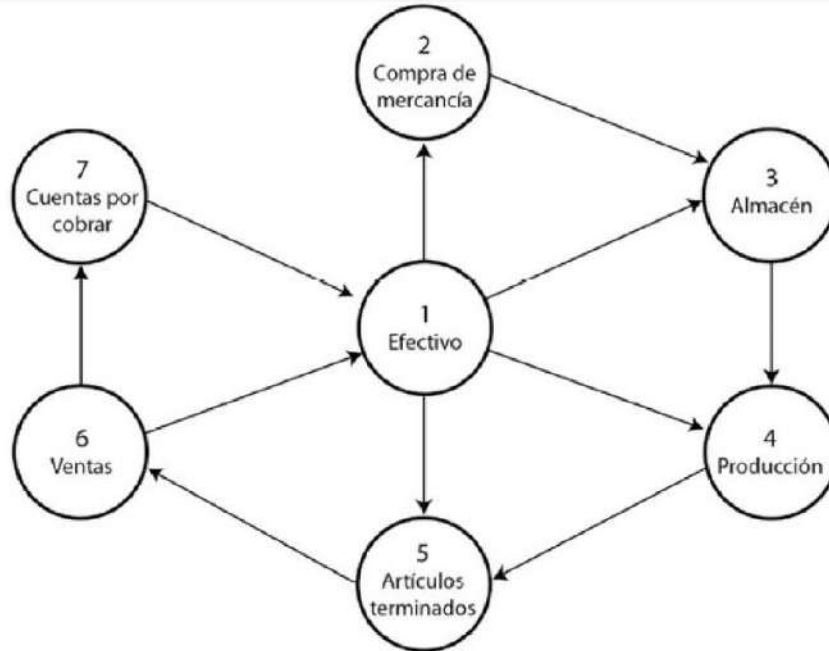 1
Efectivo
2
Compra de
mercancía
3
Almacén
4
Producción
5
Artículos
terminados
6
Ventas
7
Cuentas por
cobrar